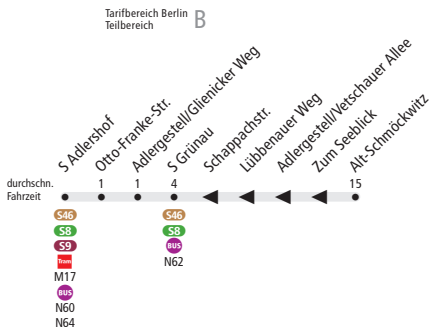 Tarifbereich Berlin
Teilbereich
B
S Adlershof
Otto-Franke-Str.
Adlergestell/Glienicker Weg
S Grünau
Schappachstr.
Lübbenauer Weg
Adlergestell/Vetschauer Allee
Zum Seeblick
Alt-Schmöckwitz
durchschn.
Fahrzeit
1 1 4 15
S46 S46
S8 S8
S9 BUS
Tram N62
M17
BUS
N60
N64